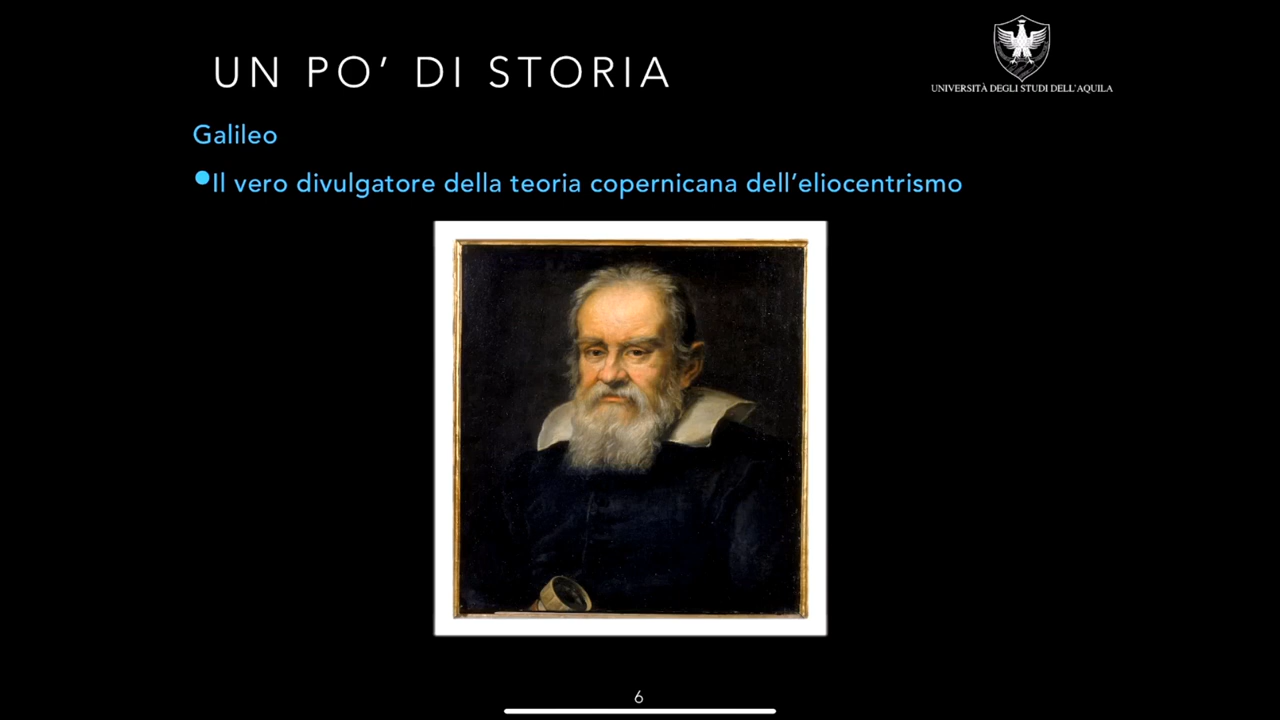 UN PO’ DI STORIA
UNIVERSITÀ DEGLI STUDI DELL’AQUILA
Galileo
•Il vero divulgatore della teoria copernicana dell’eliocentrismo
6